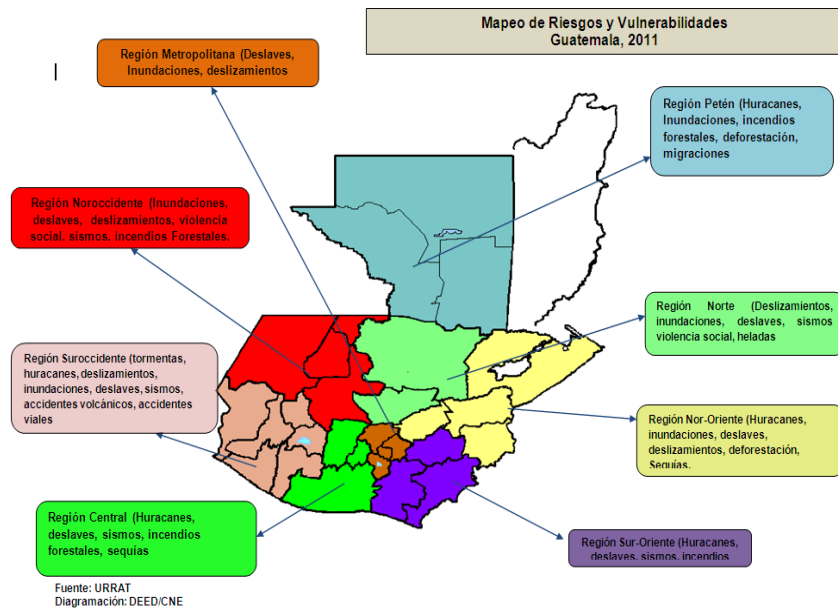 Mapeo de Riesgos y Vulnerabilidades
Guatemala, 2011
Región Metropolitana (Deslaves,
Inundaciones, deslizamientos
Región Petén (Huracanes,
Inundaciones, incendios
forestales, deforestación,
migraciones
Región Noroccidente (Inundaciones,
deslaves, deslizamientos, violencia
social. sismos. incendios Forestales.
Región Norte (Deslizamientos,
inundaciones, deslaves, sismos
violencia social, heladas
Región Suroccidente (tormentas,
huracanes, deslizamientos,
inundaciones, deslaves, sismos,
accidentes volcánicos, accidentes
viales
Región Nor-Oriente (Huracanes,
inundaciones, deslaves,
deslizamientos, deforestación,
Sequías.
Región Central (Huracanes,
deslaves, sismos, incendios
forestales, sequías
Región Sur-Oriente (Huracanes,
deslaves. sismos. incendios
Fuente: URRAT
Diagramación: DEED/CNE